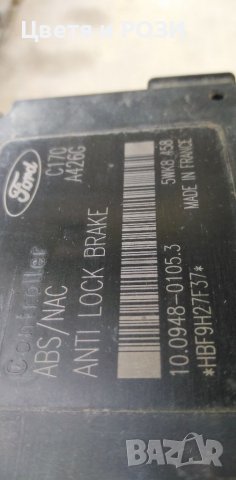 Цветя и РОЗИ
Ford
C170
A426G
Controller
ABS/NAC
ANTI LOCK BRAKE
5WK8 458
MADE IN FRANCE
10.0948-0105.3
*HBF9H27F37*
BAZAR